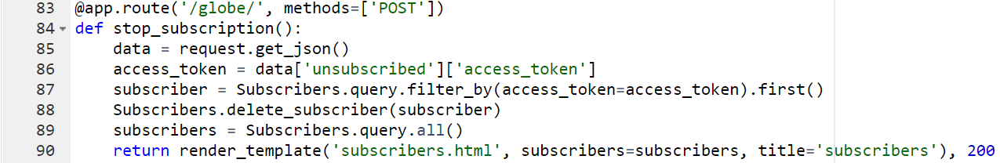 83 @app.route('/globe/', methods=['POST'])
84 def stop_subscription():
85     data = request.get_json()
86     access_token = data['unsubscribed']['access_token']
87     subscriber = Subscribers.query.filter_by(access_token=access_token).first()
88     Subscribers.delete_subscriber(subscriber)
89     subscribers = Subscribers.query.all()
90     return render_template('subscribers.html', subscribers=subscribers, title='subscribers'), 200